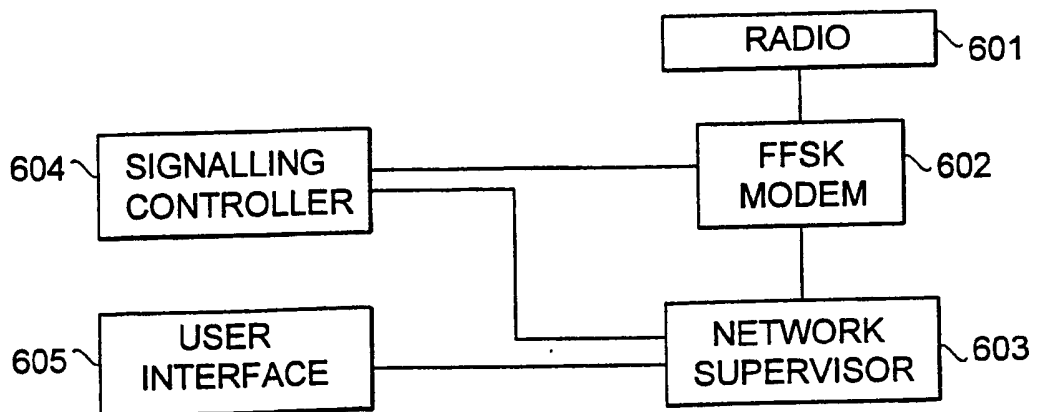 RADIO
601
604
SIGNALLING
CONTROLLER
FFSK
MODEM
602
605
USER
INTERFACE
NETWORK
SUPERVISOR
603